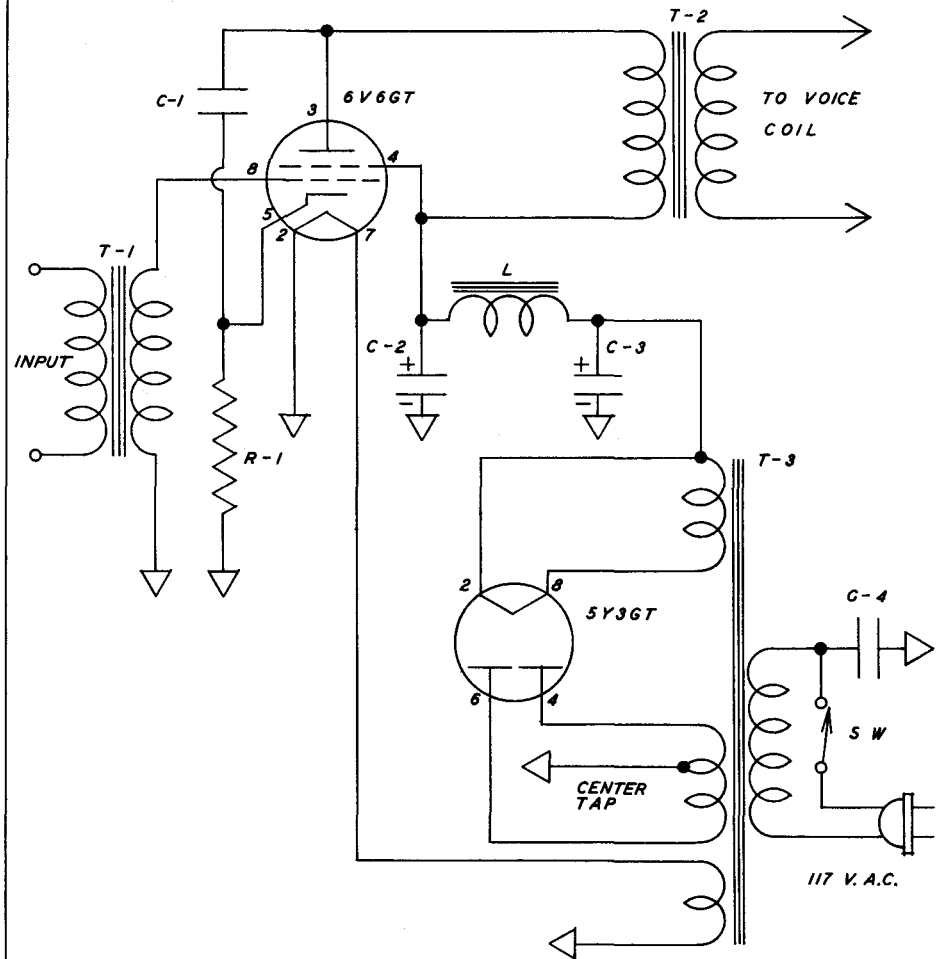 T-2
C-1
6V6GT
TO VOICE
COIL
3
8
4
5
2
7
T-1
L
C-2
+
-
C-3
+
-
INPUT
R-1
T-3
2
8
5Y3GT
C-4
6
4
SW
CENTER
TAP
117 V. A.C.